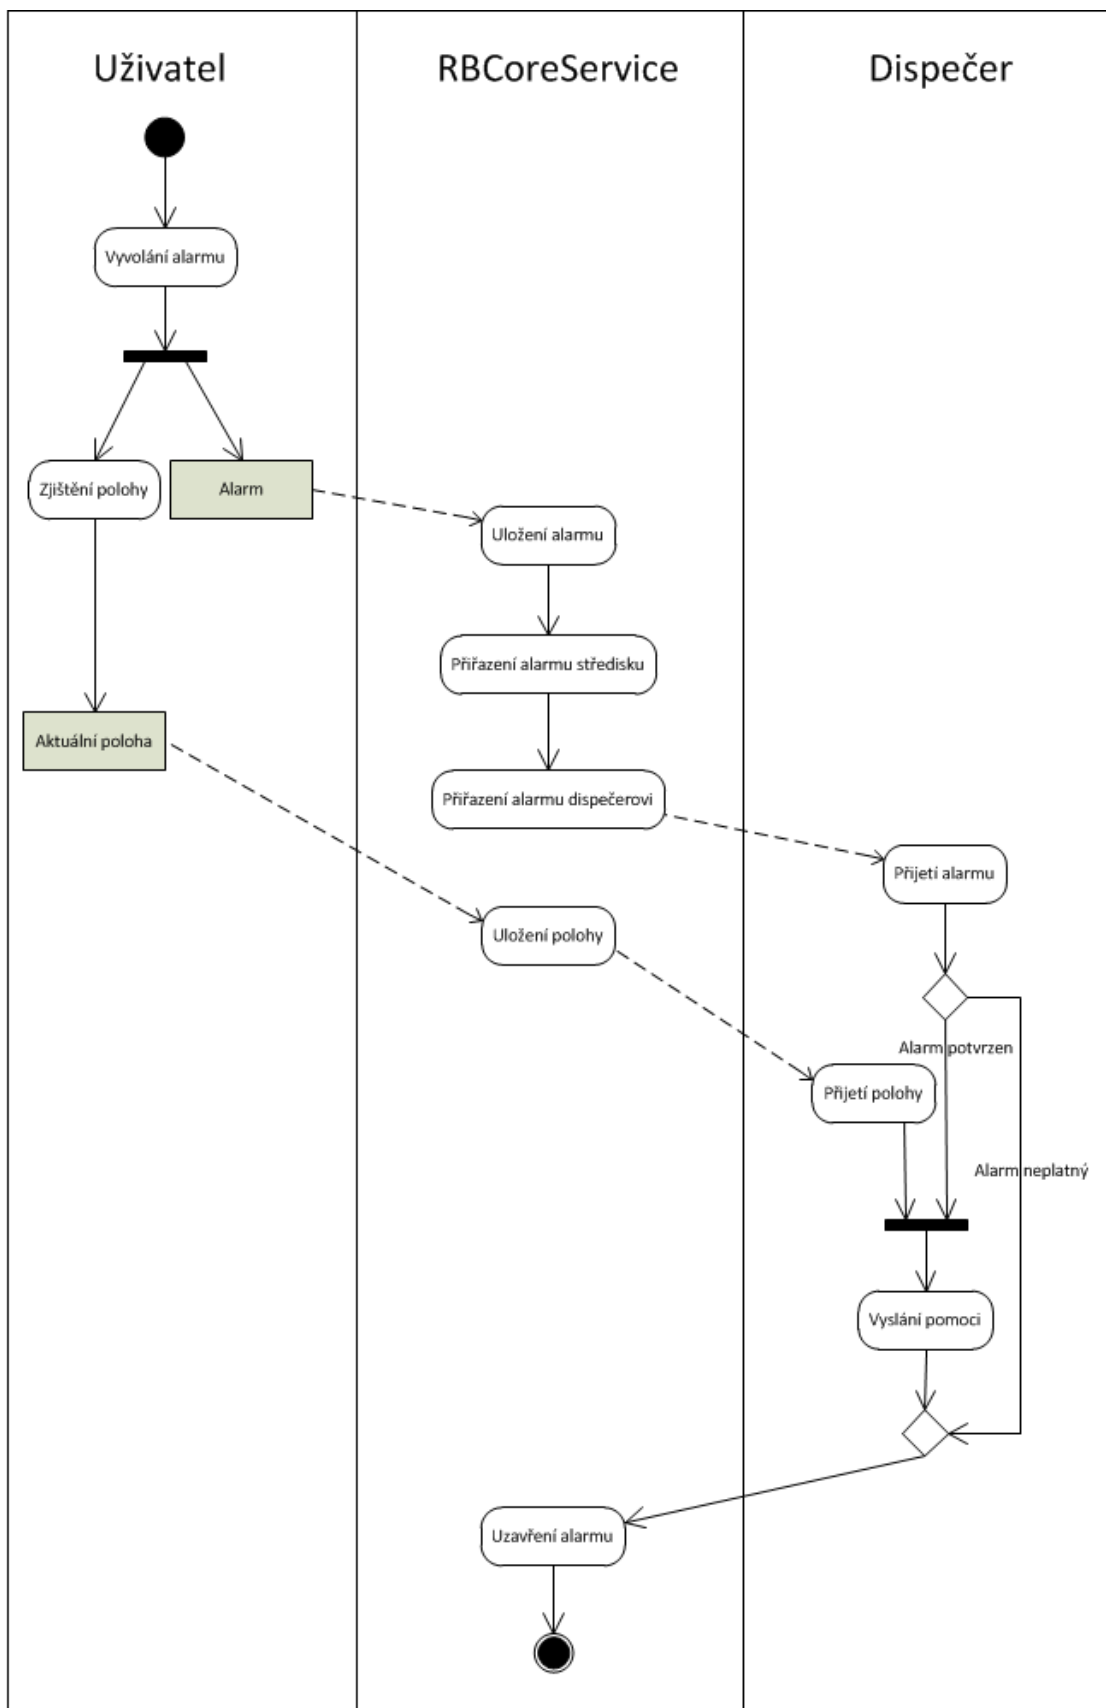 Uživatel
RBCoreService
Dispečer
Vyvolání alarmu
Zjištění polohy
Alarm
Uložení alarmu
Přiřazení alarmu středisku
Aktuální poloha
Přiřazení alarmu dispečerovi
Přijetí alarmu
Uložení polohy
Alarm potvrzen
Přijetí polohy
Alarm neplatný
Vyslání pomoci
Uzavření alarmu